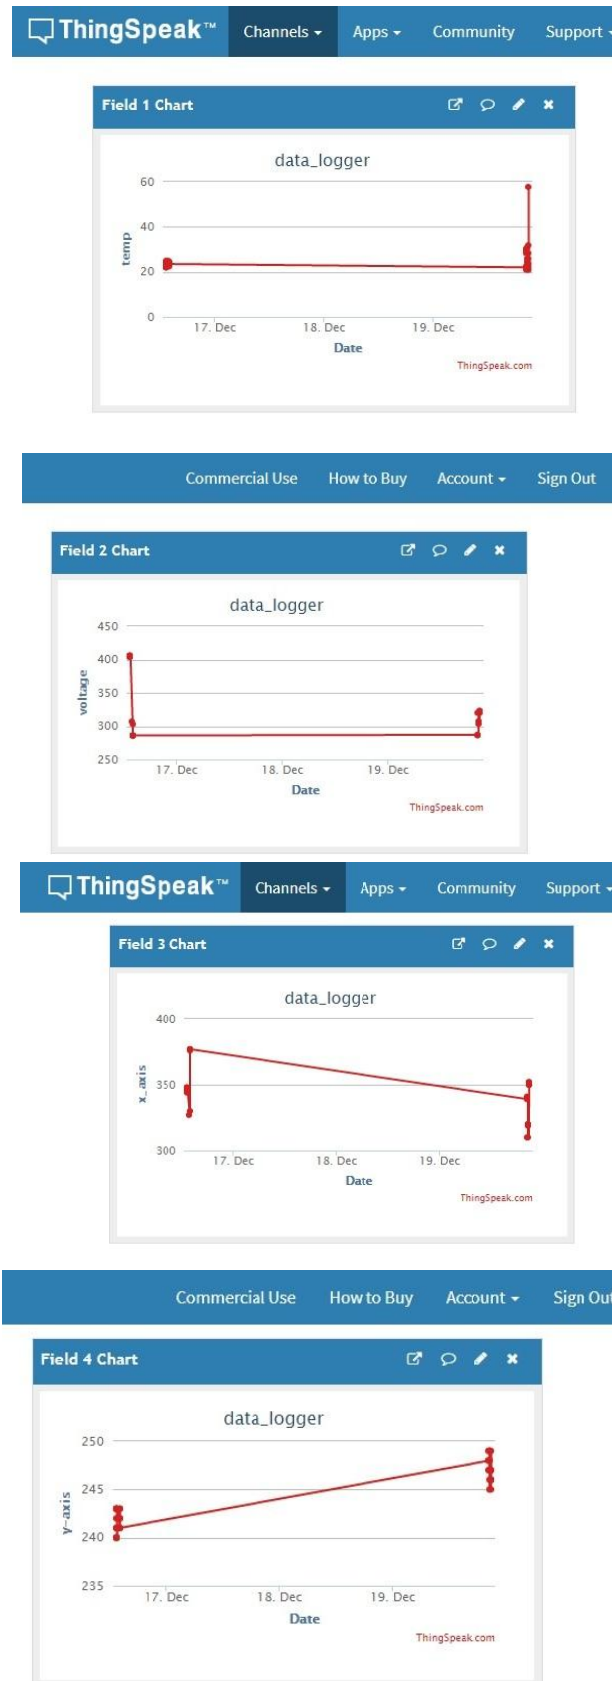 ThingSpeak™ Channels Apps Community Support
Field 1 Chart
data_logger
60
40
20
0
temp
17. Dec 18. Dec 19. Dec
Date
ThingSpeak.com
Commercial Use How to Buy Account Sign Out
Field 2 Chart
data_logger
450
400
350
300
250
voltage
17. Dec 18. Dec 19. Dec
Date
ThingSpeak.com
ThingSpeak™ Channels Apps Community Support
Field 3 Chart
data_logger
400
350
300
x_axis
17. Dec 18. Dec 19. Dec
Date
ThingSpeak.com
Commercial Use How to Buy Account Sign Out
Field 4 Chart
data_logger
250
245
240
235
y-axis
17. Dec 18. Dec 19. Dec
Date
ThingSpeak.com